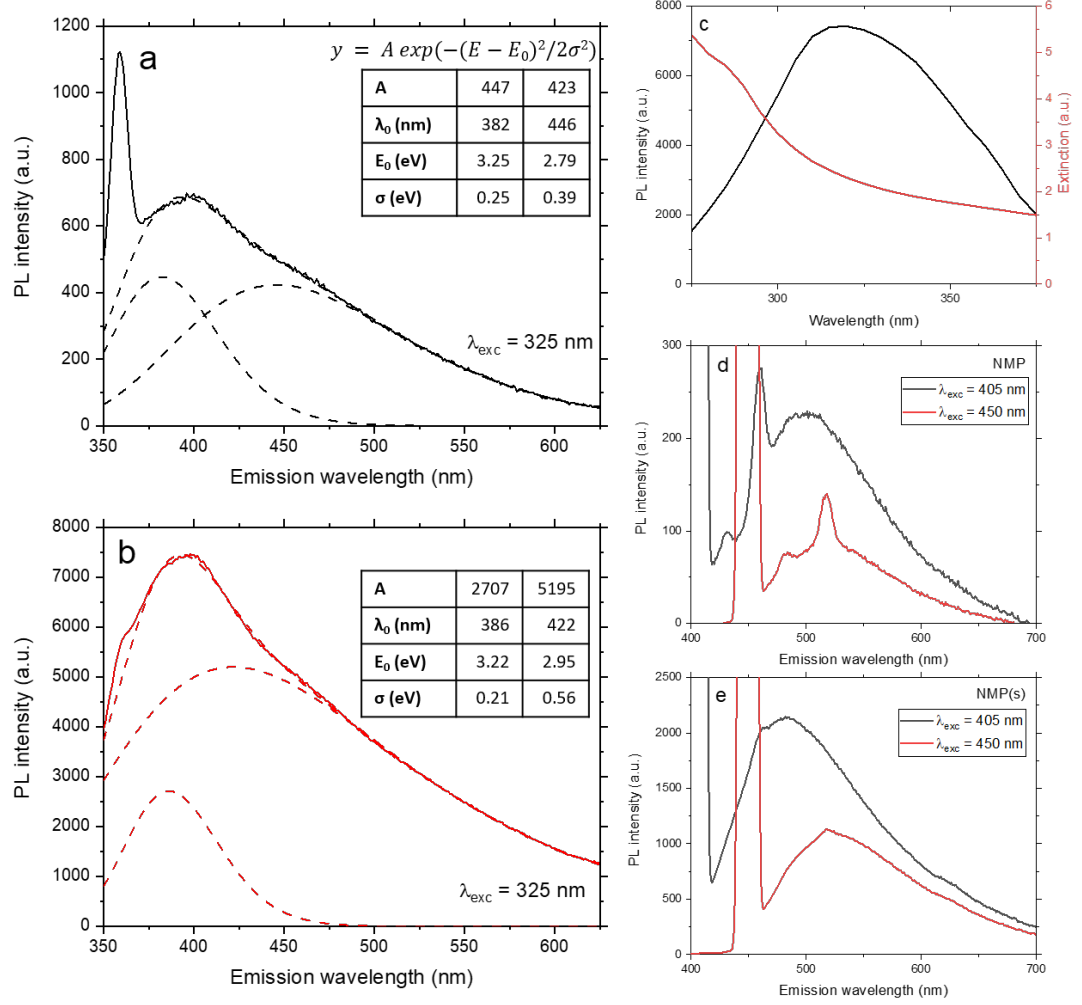 a
y = A exp(−(E − E₀)²/2σ²)
A 447 423
λ₀ (nm) 382 446
E₀ (eV) 3.25 2.79
σ (eV) 0.25 0.39
λexc = 325 nm
PL intensity (a.u.)
0 200 400 600 800 1000 1200
350 400 450 500 550 600
Emission wavelength (nm)
b
A 2707 5195
λ₀ (nm) 386 422
E₀ (eV) 3.22 2.95
σ (eV) 0.21 0.56
λexc = 325 nm
PL intensity (a.u.)
0 1000 2000 3000 4000 5000 6000 7000 8000
350 400 450 500 550 600
Emission wavelength (nm)
c
PL intensity (a.u.)
0 2000 4000 6000 8000
Extinction (a.u.)
0 1 2 3 4 5 6
300 350
Wavelength (nm)
d
NMP
λexc = 405 nm
λexc = 450 nm
PL intensity (a.u.)
0 100 200 300
400 500 600 700
Emission wavelength (nm)
e
NMP(s)
λexc = 405 nm
λexc = 450 nm
PL intensity (a.u.)
0 500 1000 1500 2000 2500
400 500 600 700
Emission wavelength (nm)